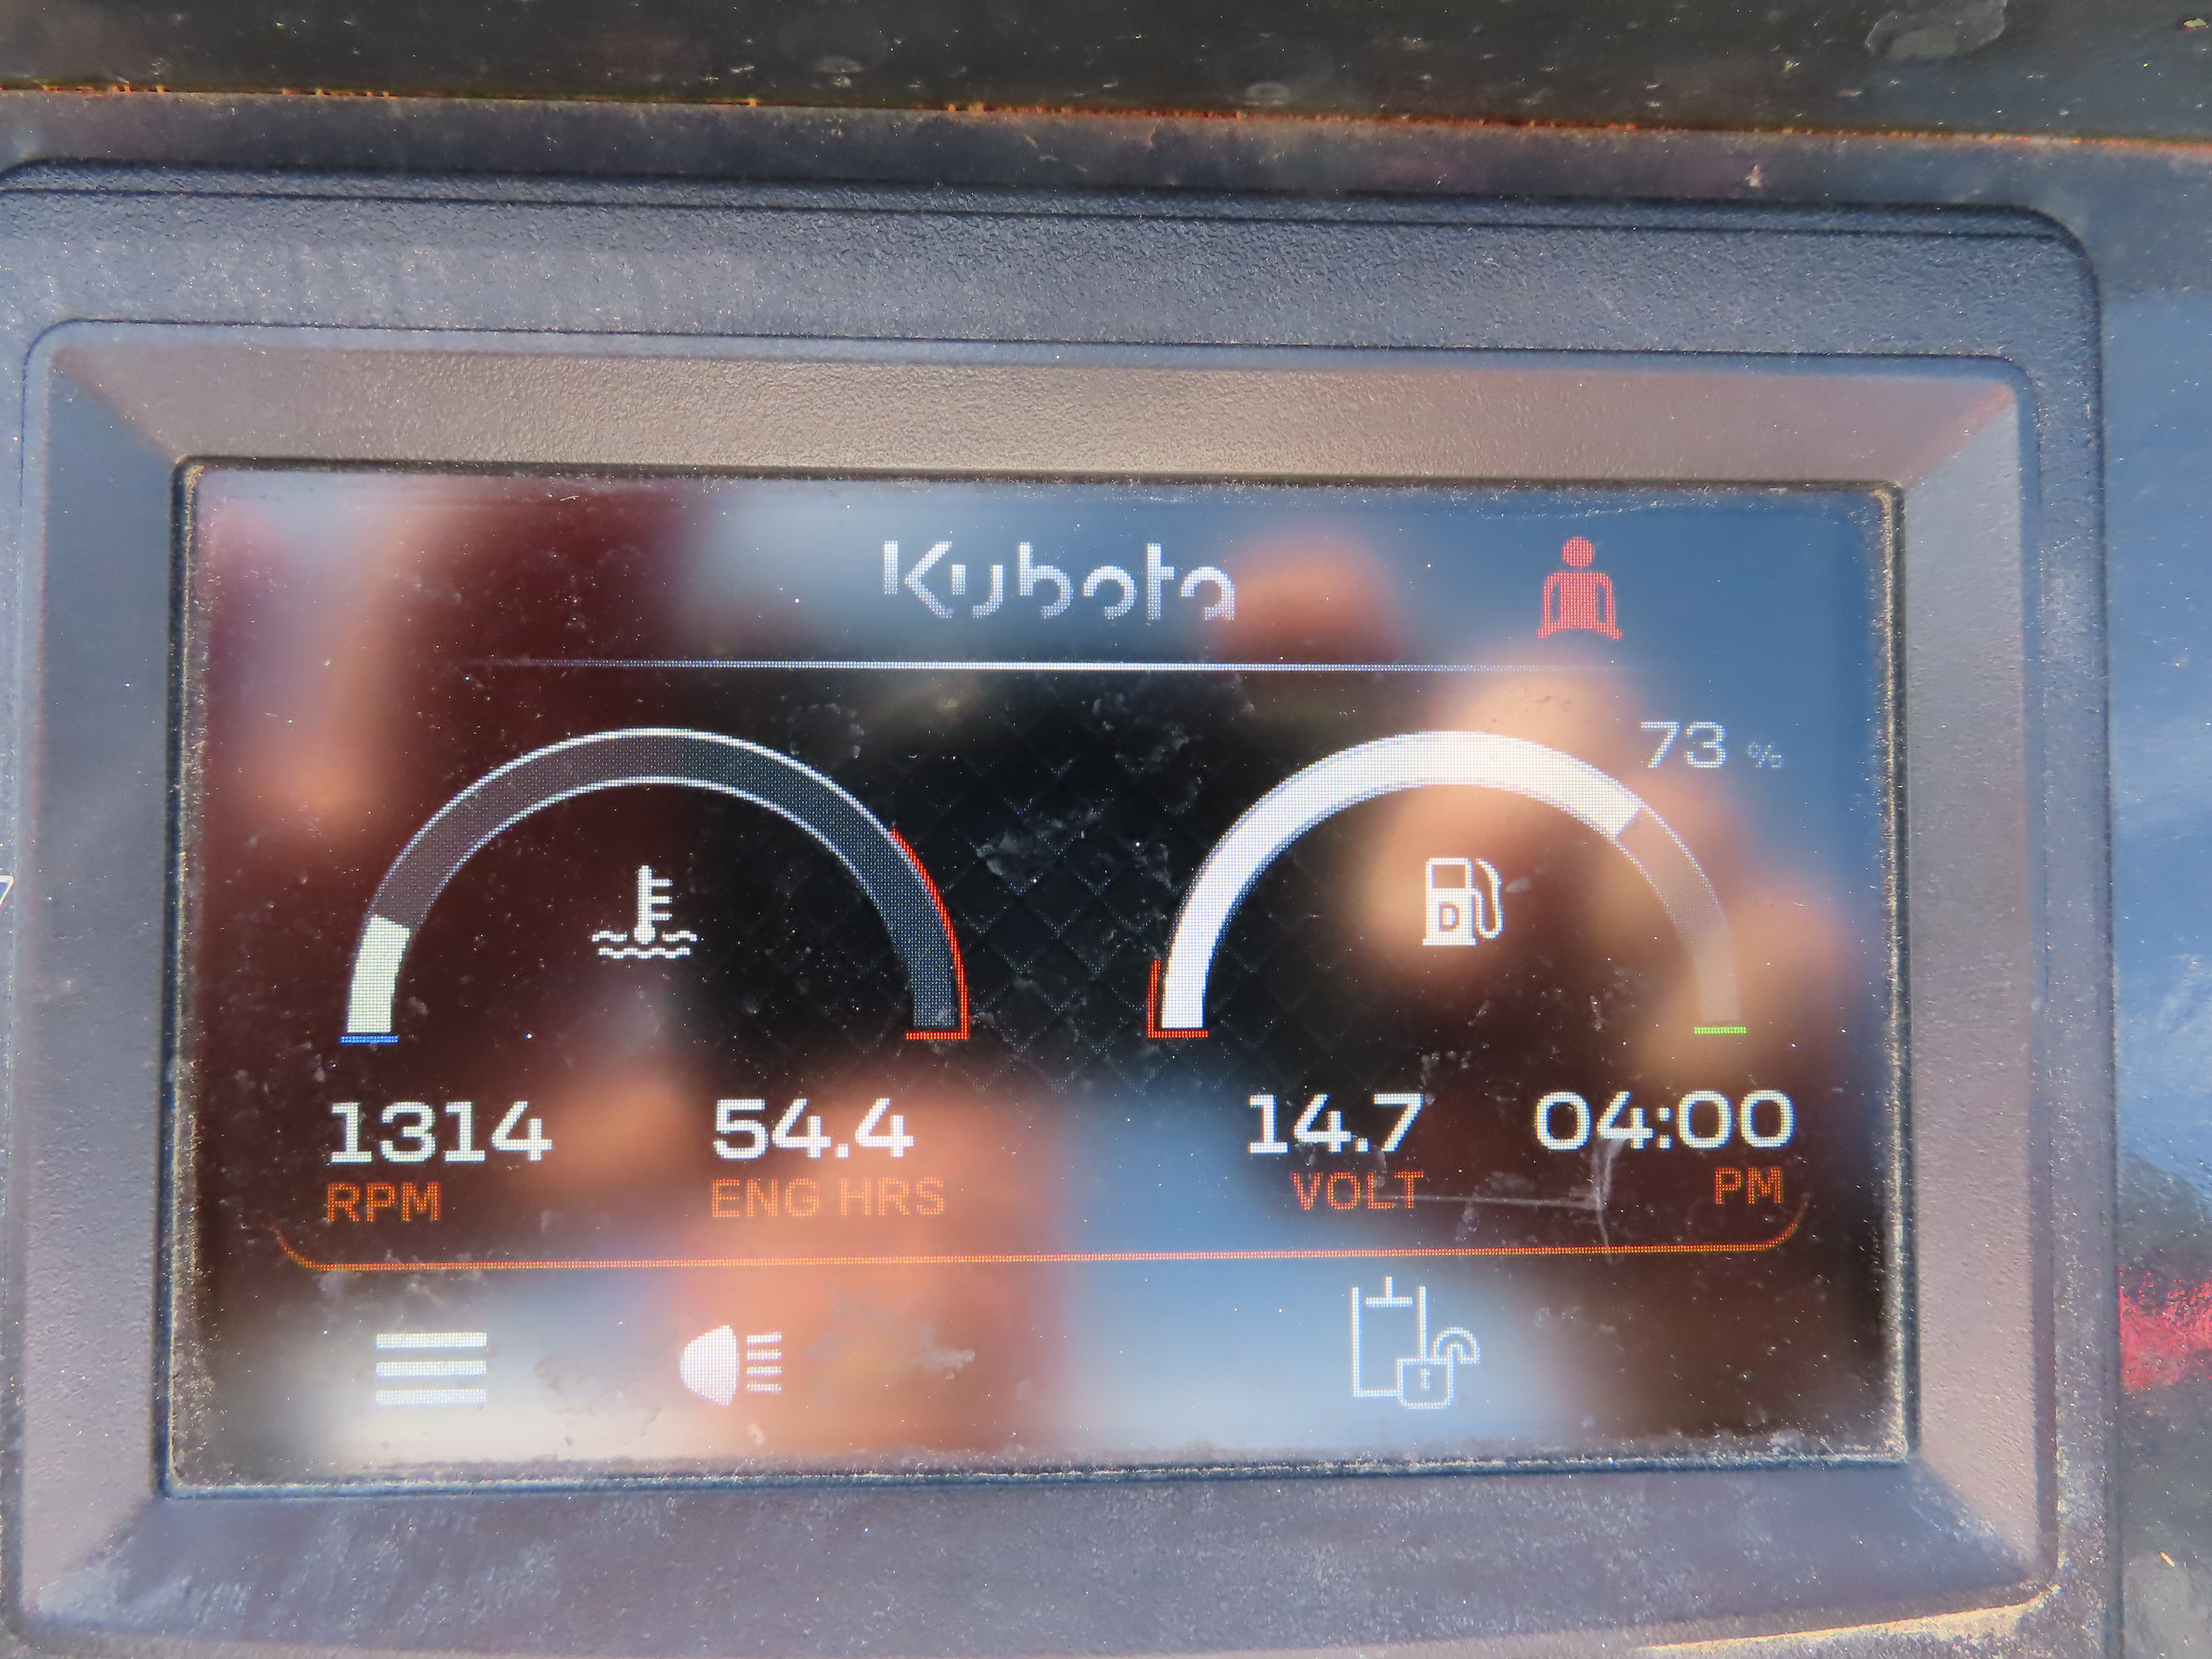 Kubota
73 %
D
1314 54.4 14.7 04:00
RPM ENG HRS VOLT PM